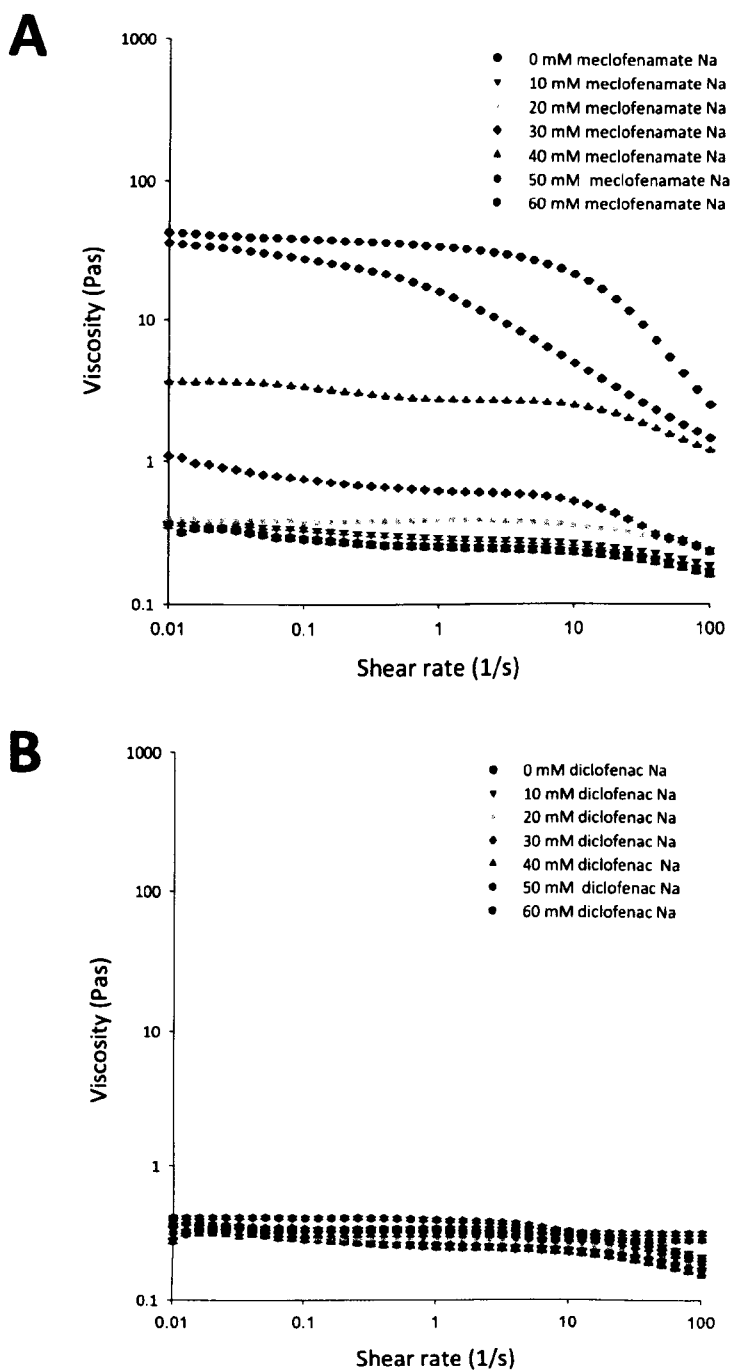 A
1000
100
10
1
0.1
0.01
0.1
1
10
100
Viscosity (Pas)
Shear rate (1/s)
0 mM meclofenamate Na
10 mM meclofenamate Na
20 mM meclofenamate Na
30 mM meclofenamate Na
40 mM meclofenamate Na
50 mM meclofenamate Na
60 mM meclofenamate Na
B
1000
100
10
1
0.1
0.01
0.1
1
10
100
Viscosity (Pas)
Shear rate (1/s)
0 mM diclofenac Na
10 mM diclofenac Na
20 mM diclofenac Na
30 mM diclofenac Na
40 mM diclofenac Na
50 mM diclofenac Na
60 mM diclofenac Na